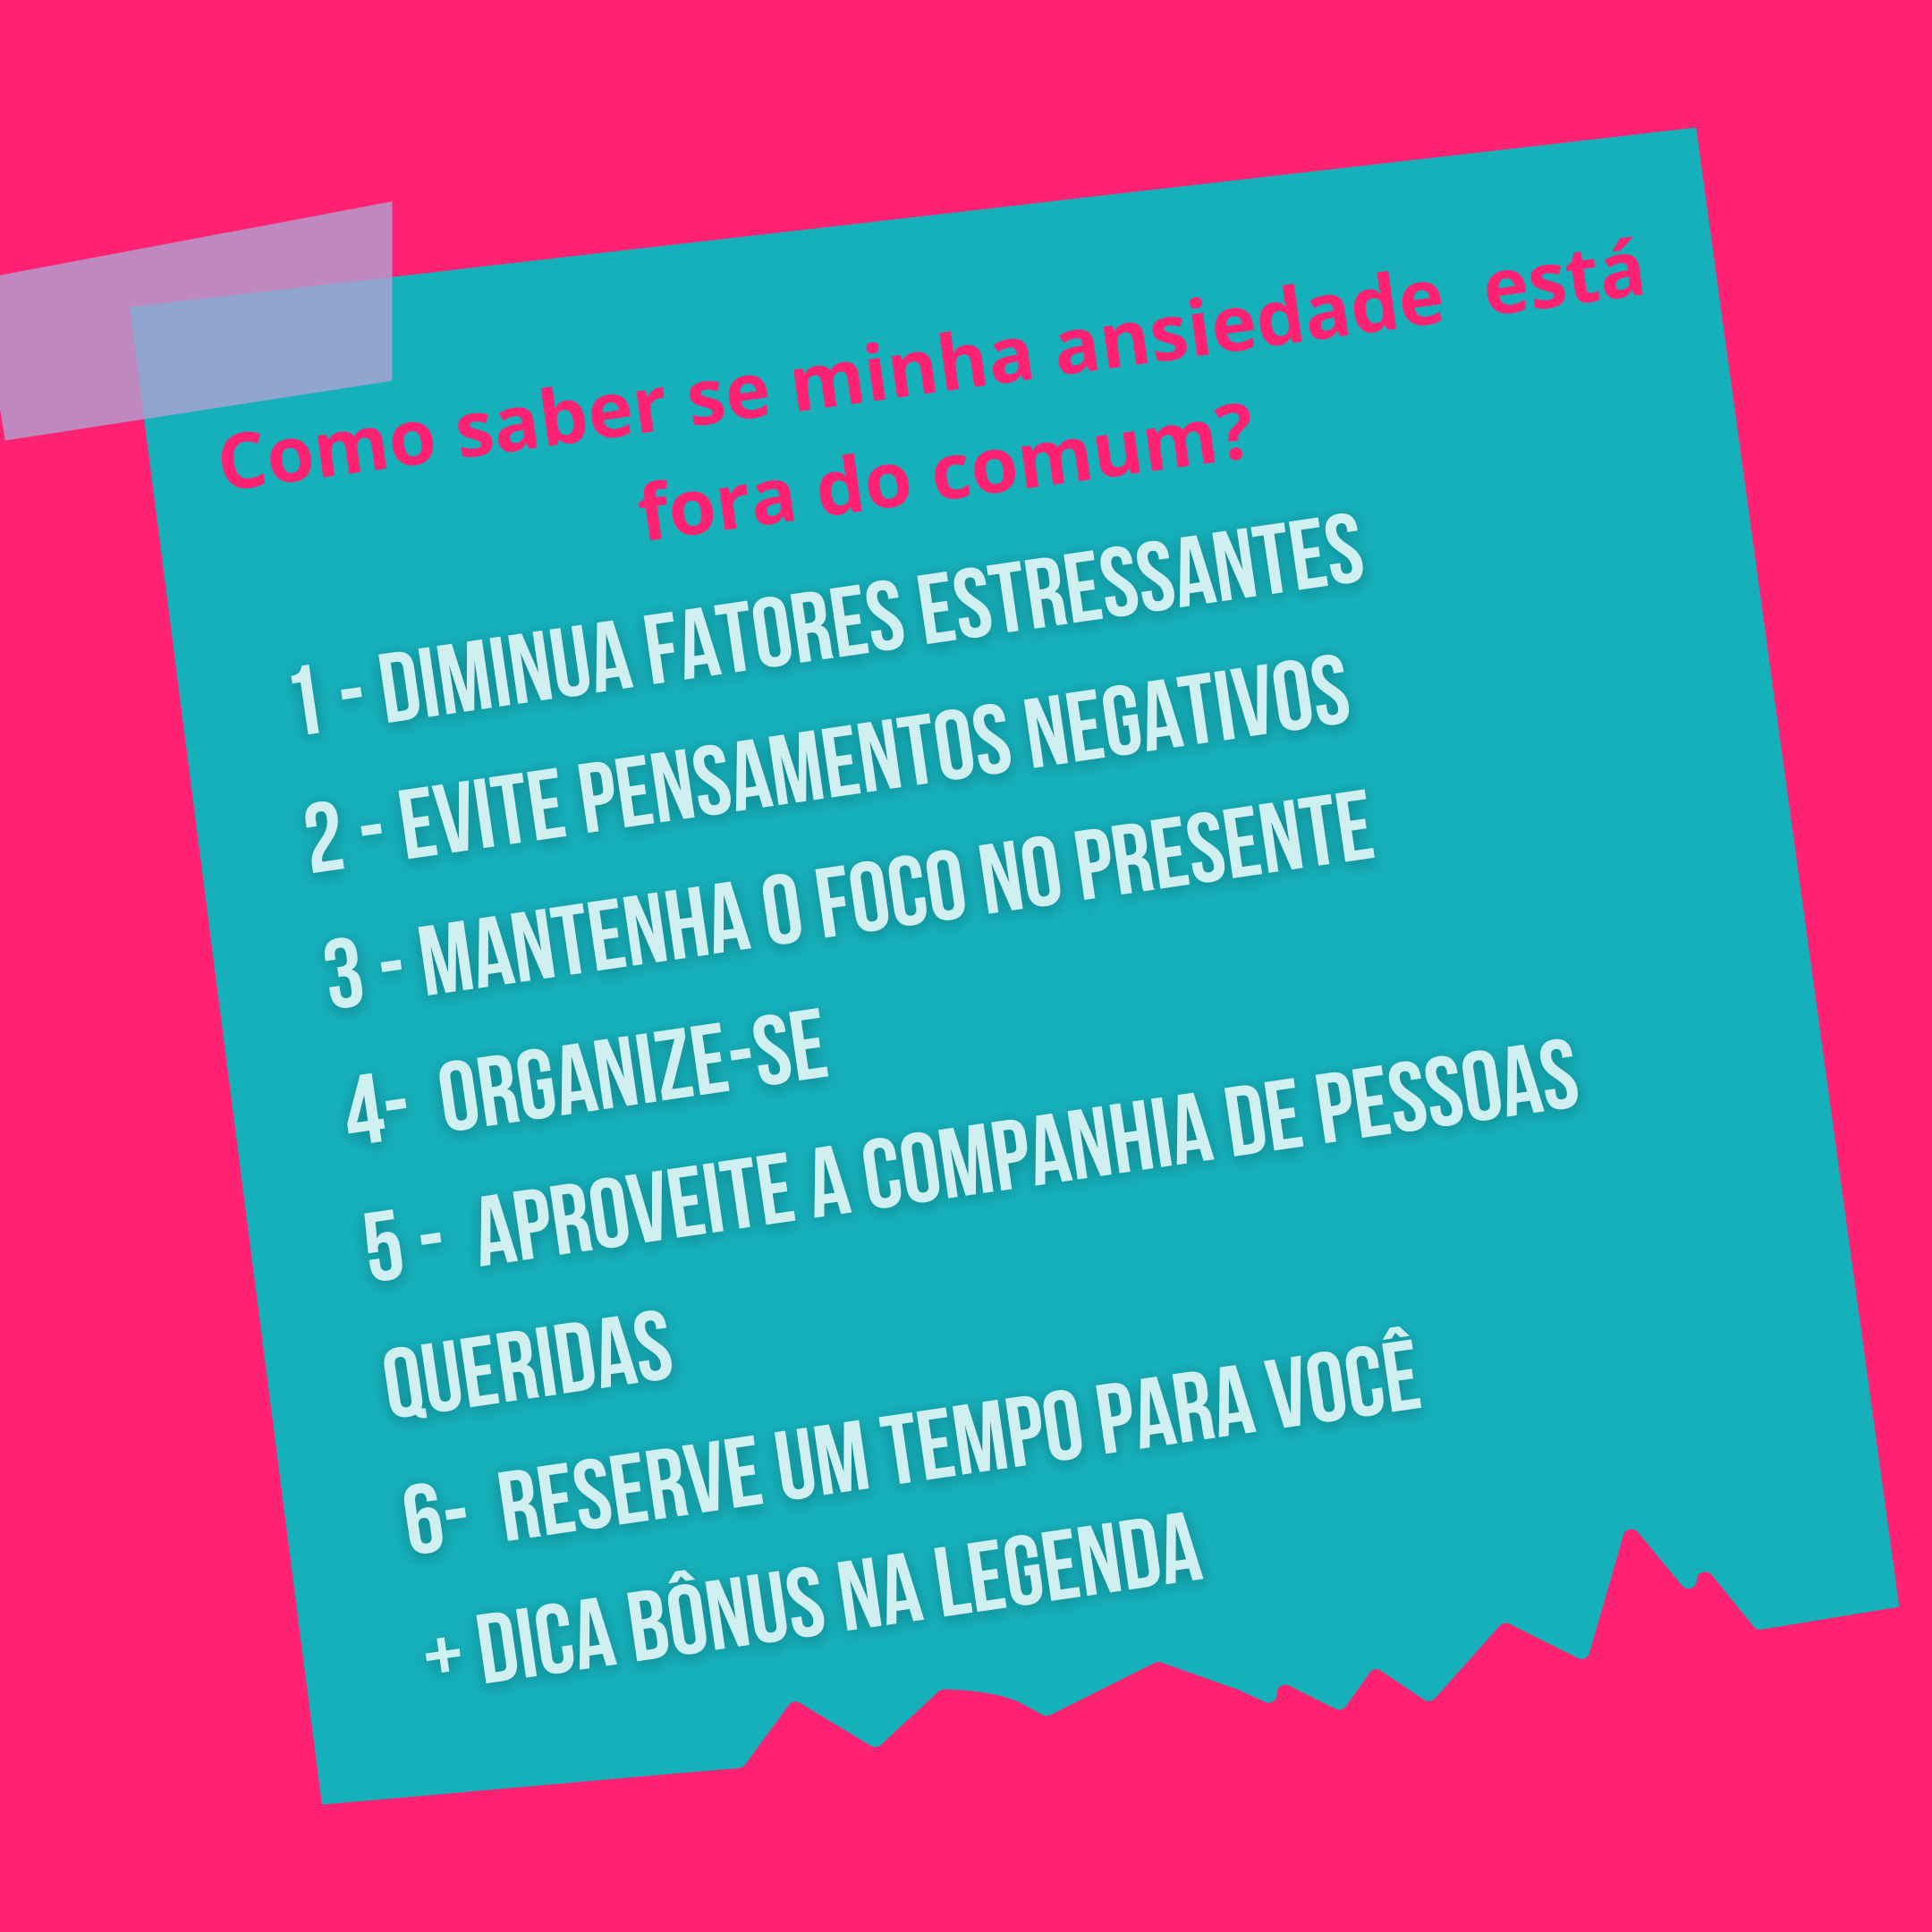 Como saber se minha ansiedade  está
fora do comum?
1 - DIMINUA FATORES ESTRESSANTES
2 - EVITE PENSAMENTOS NEGATIVOS
3 - MANTENHA O FOCO NO PRESENTE
4-  ORGANIZE-SE
5 -  APROVEITE A COMPANHIA DE PESSOAS
QUERIDAS
6-  RESERVE UM TEMPO PARA VOCÊ
+ DICA BÔNUS NA LEGENDA